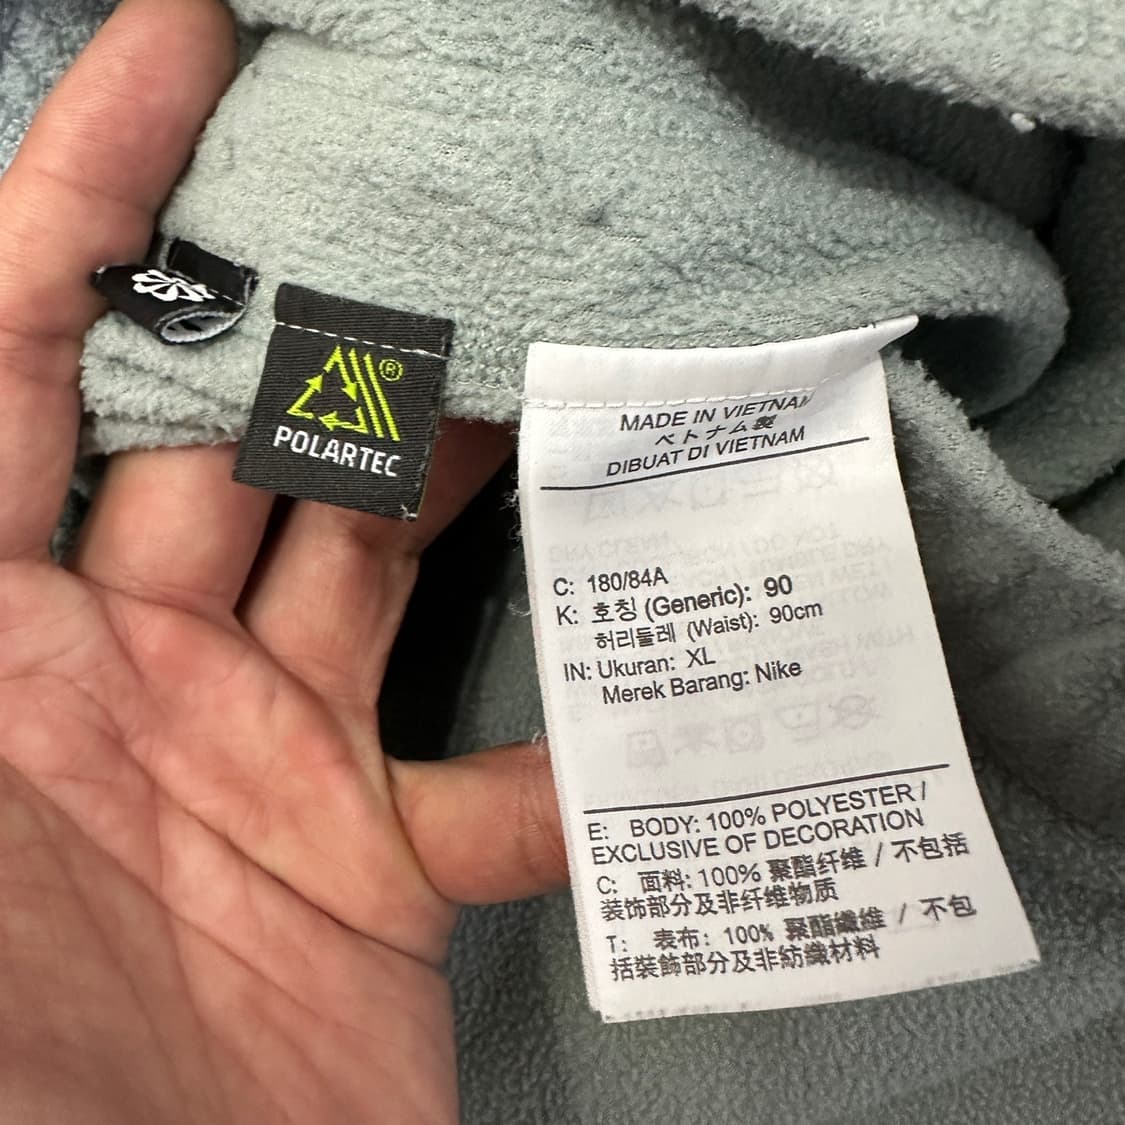 POLARTEC
®
MADE IN VIETNAM
ベトナム製
DIBUAT DI VIETNAM
C: 180/84A
K: 호칭 (Generic): 90
허리둘레 (Waist): 90cm
IN: Ukuran: XL
Merek Barang: Nike
E: BODY: 100% POLYESTER /
EXCLUSIVE OF DECORATION
C: 面料: 100% 聚酯纤维 / 不包括
装饰部分及非纤维物质
T: 表布: 100% 聚酯纖維 / 不包
括裝飾部分及非紡織材料